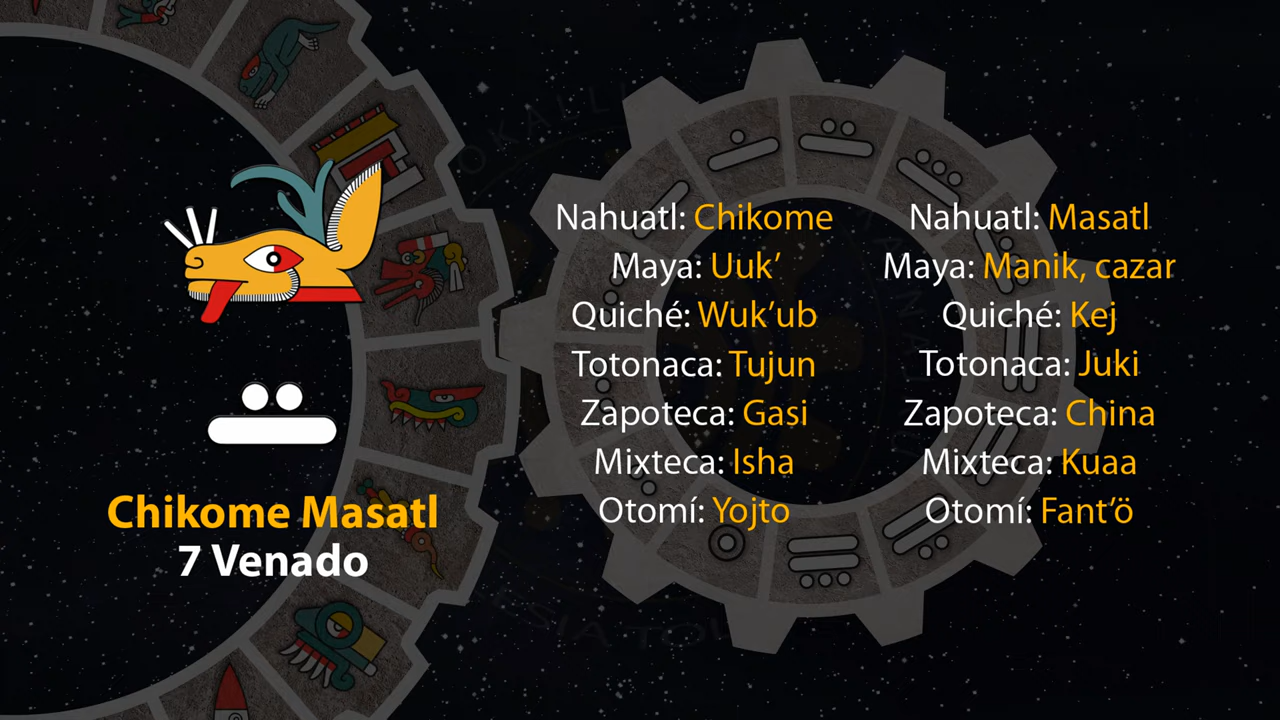 Chikome Masatl
7 Venado
Nahuatl: Chikome
Maya: Uuk’
Quiché: Wuk’ub
Totonaca: Tujun
Zapoteca: Gasi
Mixteca: Isha
Otomí: Yojto
Nahuatl: Masatl
Maya: Manik, cazar
Quiché: Kej
Totonaca: Juki
Zapoteca: China
Mixteca: Kuaa
Otomí: Fant’ö